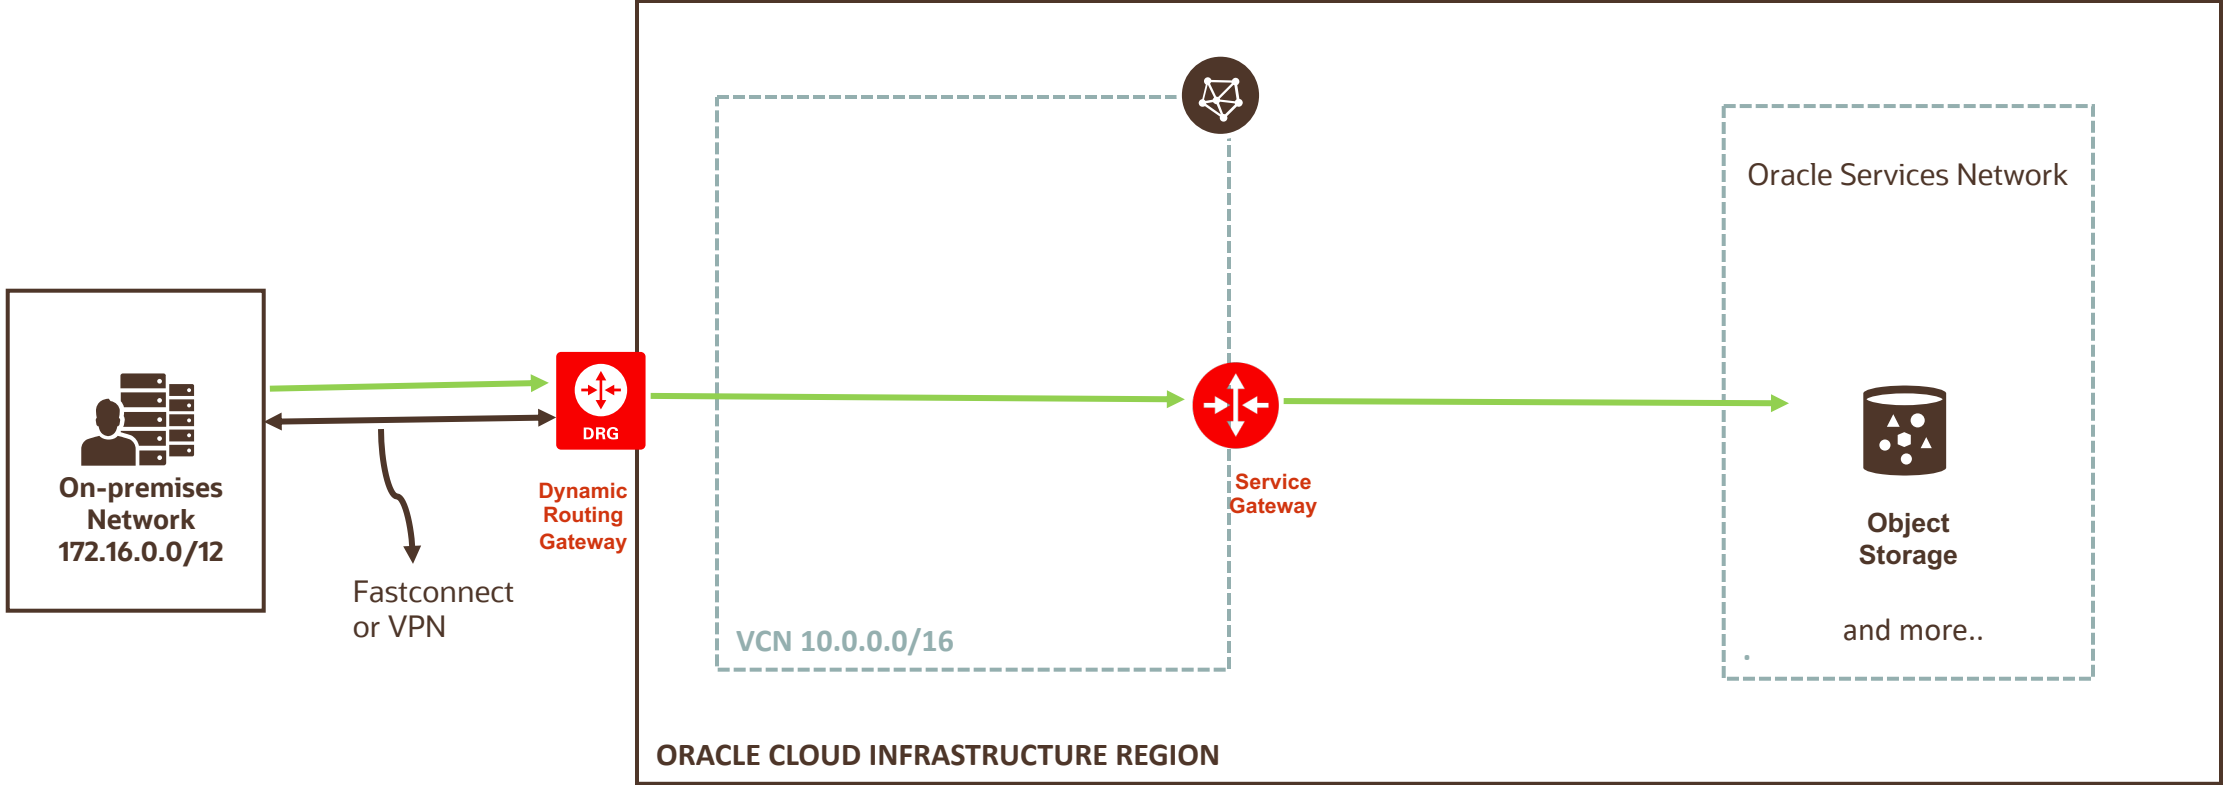 Oracle Services Network
On-premises
Network
172.16.0.0/12
DRG
Dynamic
Routing
Gateway
Fastconnect
or VPN
Service
Gateway
Object
Storage
and more..
.
VCN 10.0.0.0/16
ORACLE CLOUD INFRASTRUCTURE REGION